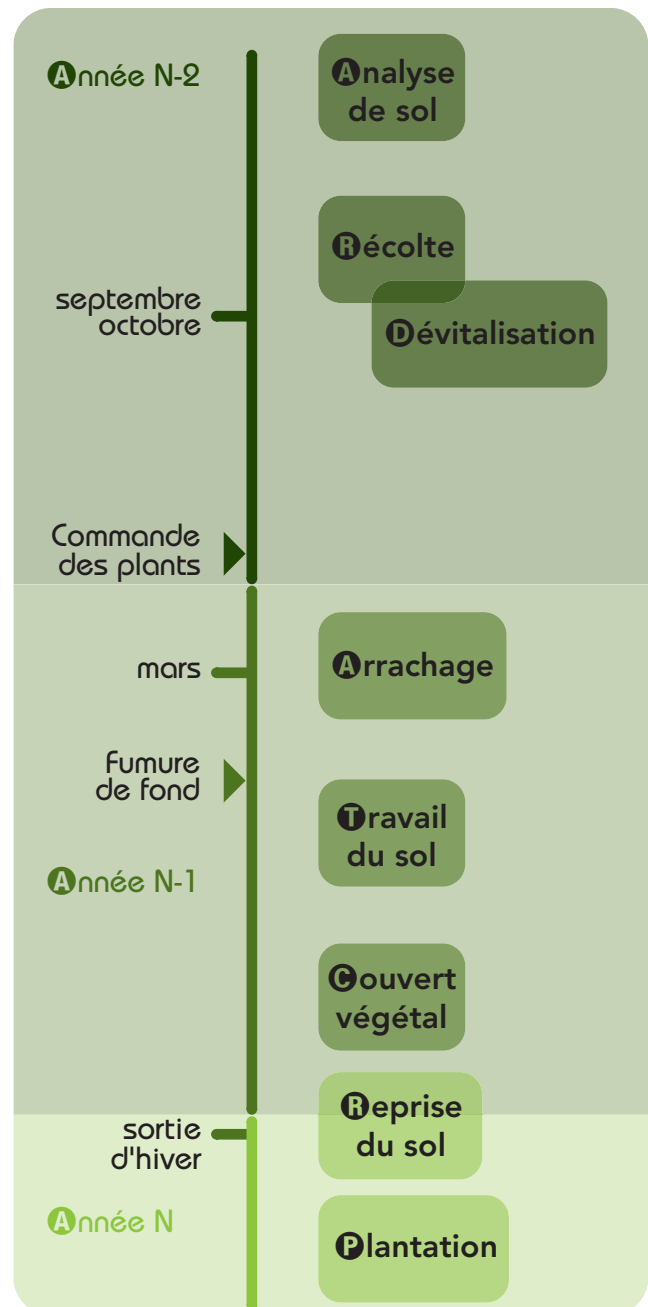 Année N-2
Analyse
de sol
Récolte
septembre
octobre
Dévitalisation
Commande
des plants
mars
Arrachage
Fumure
de fond
Travail
du sol
Année N-1
Couvert
végétal
Reprise
du sol
sortie
d'hiver
Année N
Plantation